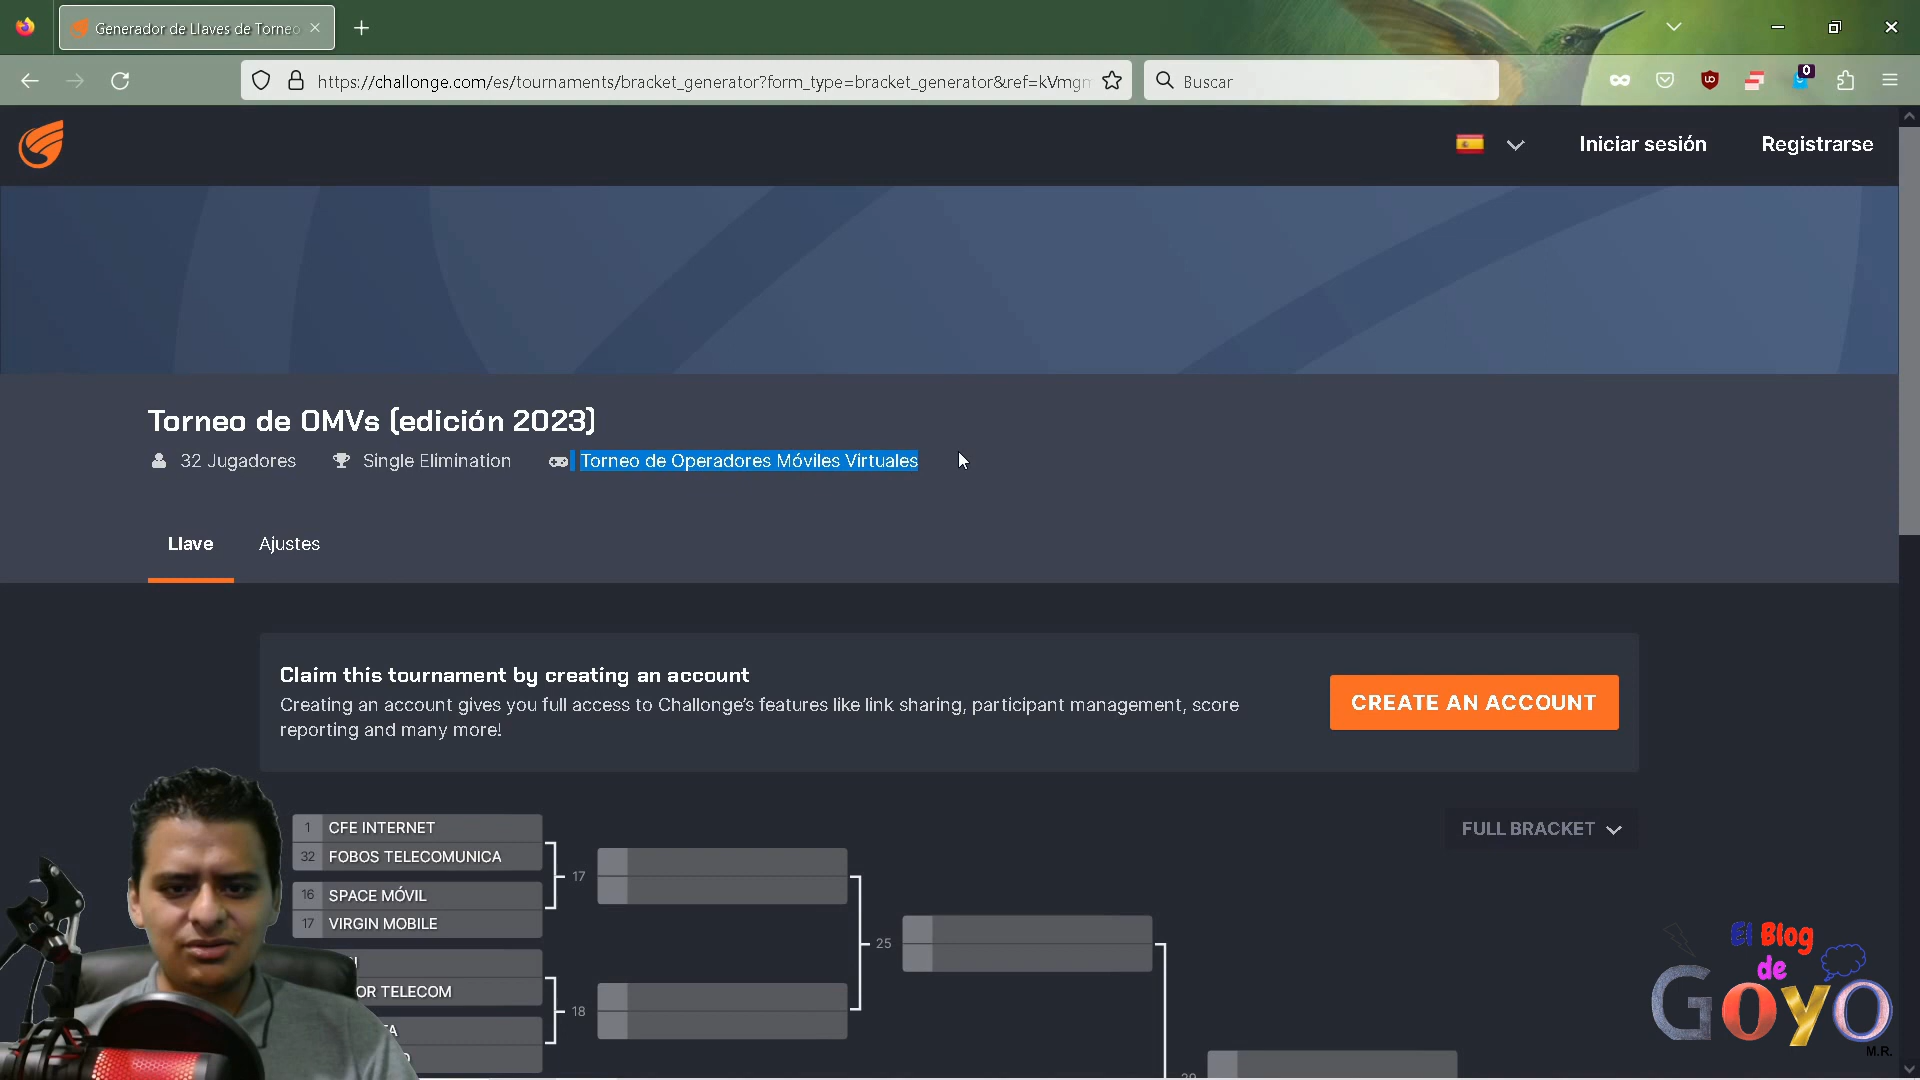 Generador de Llaves de Torneo
https://challonge.com/es/tournaments/bracket_generator?form_type=bracket_generator&ref=kVmgm
Buscar
0
Iniciar sesión
Registrarse
Torneo de OMVs (edición 2023)
32 Jugadores
Single Elimination
Torneo de Operadores Móviles Virtuales
Llave
Ajustes
Claim this tournament by creating an account
Creating an account gives you full access to Challonge's features like link sharing, participant management, score
reporting and many more!
CREATE AN ACCOUNT
FULL BRACKET
1 CFE INTERNET
32 FOBOS TELECOMUNICA
17
16 SPACE MÓVIL
17 VIRGIN MOBILE
25
OR TELECOM
18
El Blog
de
GOYO
M.R.